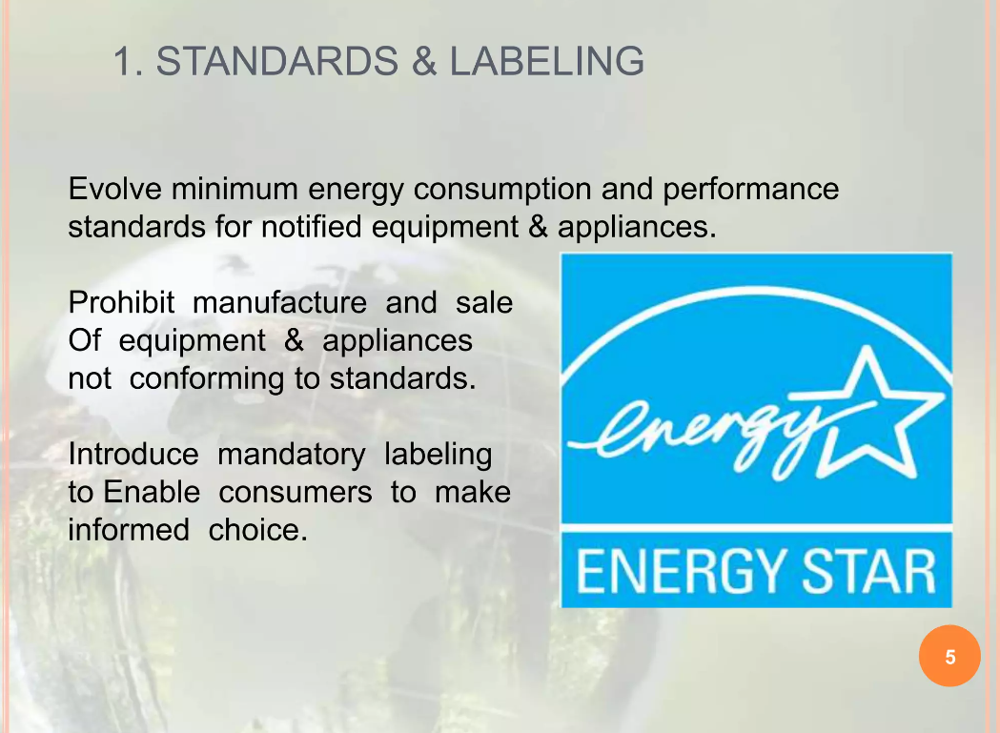 1. STANDARDS & LABELING
Evolve minimum energy consumption and performance
standards for notified equipment & appliances.
Prohibit manufacture and sale
Of equipment & appliances
not conforming to standards.
Introduce mandatory labeling
to Enable consumers to make
informed choice.
energy
ENERGY STAR
5